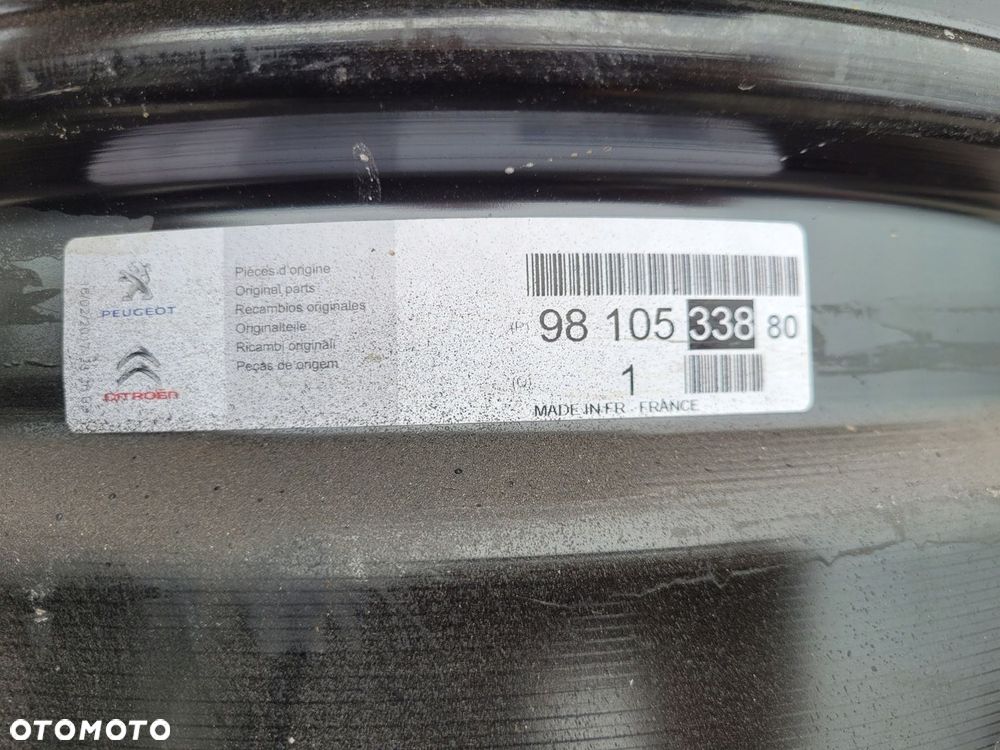 PEUGEOT
CITROËN
Pièces d'origine
Original parts
Recambios originales
Originalteile
Ricambi originali
Peças de origem
(P) 98 105 338 80
(Q) 1
MADE IN FR - FRANCE
OTOMOTO